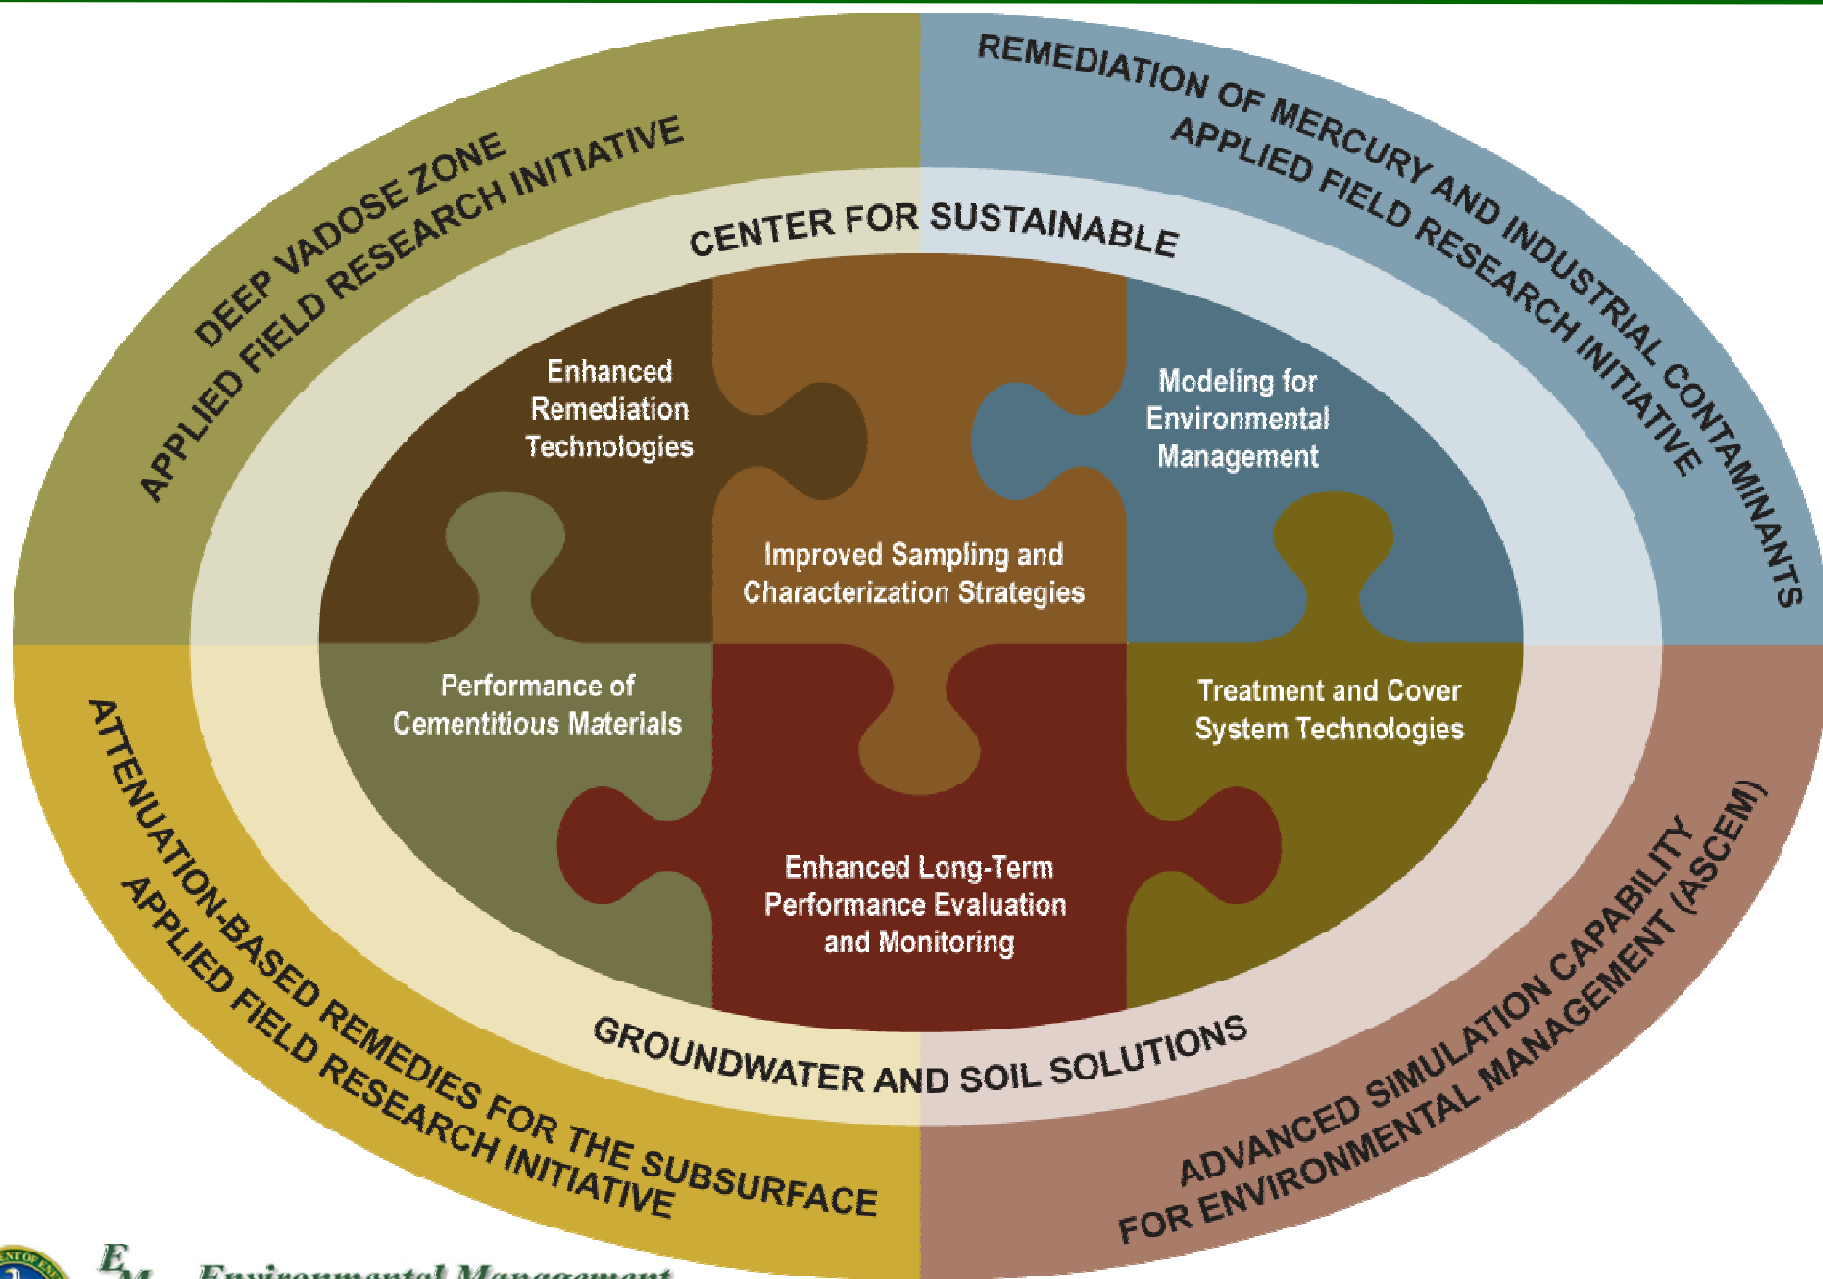 DEEP VADOSE ZONE
APPLIED FIELD RESEARCH INITIATIVE
REMEDIATION OF MERCURY AND INDUSTRIAL CONTAMINANTS
APPLIED FIELD RESEARCH INITIATIVE
CENTER FOR SUSTAINABLE
Enhanced
Remediation
Technologies
Modeling for
Environmental
Management
Improved Sampling and
Characterization Strategies
Performance of
Cementitious Materials
Treatment and Cover
System Technologies
Enhanced Long-Term
Performance Evaluation
and Monitoring
GROUNDWATER AND SOIL SOLUTIONS
ATTENUATION-BASED REMEDIES FOR THE SUBSURFACE
APPLIED FIELD RESEARCH INITIATIVE
ADVANCED SIMULATION CAPABILITY
FOR ENVIRONMENTAL MANAGEMENT (ASCEM)
EM Environmental Management